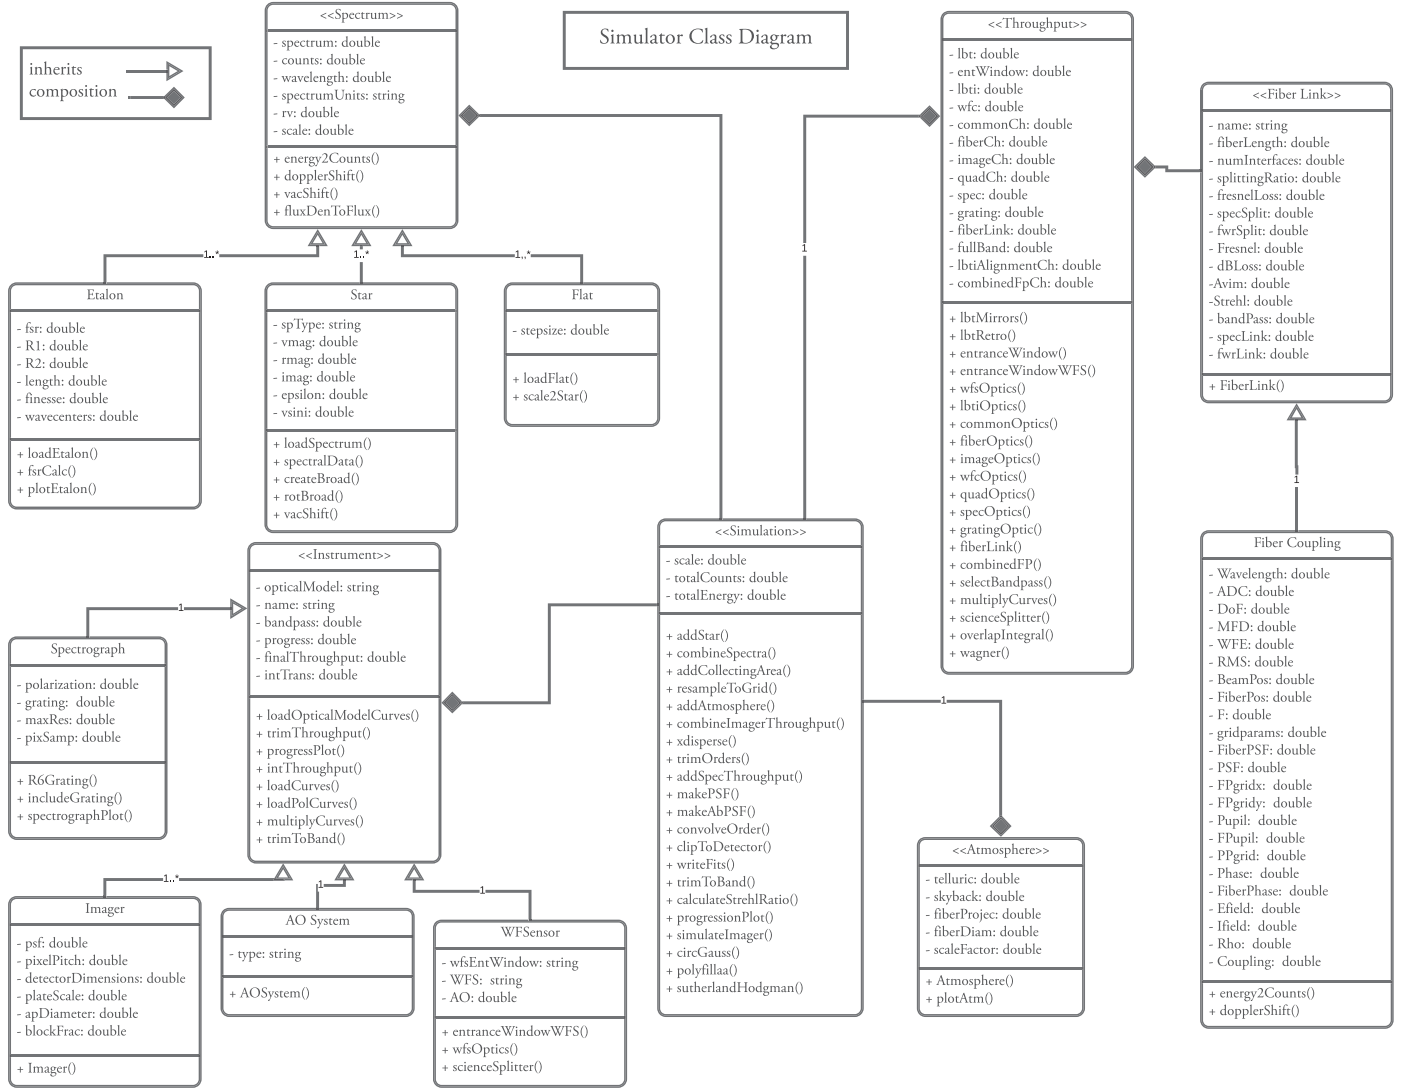 Simulator Class Diagram
inherits
composition
<<Spectrum>>
- spectrum: double
- counts: double
- wavelength: double
- spectrumUnits: string
- rv: double
- scale: double
+ energy2Counts()
+ dopplerShift()
+ vacShift()
+ fluxDenToFlux()
1..*
1..*
1..*
Etalon
- fsr: double
- R1: double
- R2: double
- length: double
- finesse: double
- wavecenters: double
+ loadEtalon()
+ fsrCalc()
+ plotEtalon()
Star
- spType: string
- vmag: double
- rmag: double
- imag: double
- epsilon: double
- vsini: double
+ loadSpectrum()
+ spectralData()
+ createBroad()
+ rotBroad()
+ vacShift()
Flat
- stepsize: double
+ loadFlat()
+ scale2Star()
<<Instrument>>
- opticalModel: string
- name: string
- bandpass: double
- progress: double
- finalThroughput: double
- intTrans: double
+ loadOpticalModelCurves()
+ trimThroughput()
+ progressPlot()
+ intThroughput()
+ loadCurves()
+ loadPolCurves()
+ multiplyCurves()
+ trimToBand()
1
Spectrograph
- polarization: double
- grating:  double
- maxRes: double
- pixSamp: double
+ R6Grating()
+ includeGrating()
+ spectrographPlot()
1..*
1
1
Imager
- psf: double
- pixelPitch: double
- detectorDimensions: double
- plateScale: double
- apDiameter: double
- blockFrac: double
+ Imager()
AO System
- type: string
+ AOSystem()
WFSensor
- wfsEntWindow: string
- WFS:  string
- AO: double
+ entranceWindowWFS()
+ wfsOptics()
+ scienceSplitter()
<<Simulation>>
- scale: double
- totalCounts: double
- totalEnergy: double
+ addStar()
+ combineSpectra()
+ addCollectingArea()
+ resampleToGrid()
+ addAtmosphere()
+ combineImagerThroughput()
+ xdisperse()
+ trimOrders()
+ addSpecThroughput()
+ makePSF()
+ makeAbPSF()
+ convolveOrder()
+ clipToDetector()
+ writeFits()
+ trimToBand()
+ calculateStrehlRatio()
+ progressionPlot()
+ simulateImager()
+ circGauss()
+ polyfillaa()
+ sutherlandHodgman()
1
1
<<Throughput>>
- lbt: double
- entWindow: double
- lbti: double
- wfc: double
- commonCh: double
- fiberCh: double
- imageCh: double
- quadCh: double
- spec: double
- grating: double
- fiberLink: double
- fullBand: double
- lbtiAlignmentCh: double
- combinedFpCh: double
+ lbtMirrors()
+ lbtRetro()
+ entranceWindow()
+ entranceWindowWFS()
+ wfsOptics()
+ lbtiOptics()
+ commonOptics()
+ fiberOptics()
+ imageOptics()
+ wfcOptics()
+ quadOptics()
+ specOptics()
+ gratingOptic()
+ fiberLink()
+ combinedFP()
+ selectBandpass()
+ multiplyCurves()
+ scienceSplitter()
+ overlapIntegral()
+ wagner()
<<Atmosphere>>
- telluric: double
- skyback: double
- fiberProjec: double
- fiberDiam: double
- scaleFactor: double
+ Atmosphere()
+ plotAtm()
<<Fiber Link>>
- name: string
- fiberLength: double
- numInterfaces: double
- splittingRatio: double
- fresnelLoss: double
- specSplit: double
- fwrSplit: double
- Fresnel: double
- dBLoss: double
-Avim: double
-Strehl: double
- bandPass: double
- specLink: double
- fwrLink: double
+ FiberLink()
1
Fiber Coupling
- Wavelength: double
- ADC: double
- DoF: double
- MFD: double
- WFE: double
- RMS: double
- BeamPos: double
- FiberPos: double
- F: double
- gridparams: double
- FiberPSF: double
- PSF: double
- FPgridx:  double
- FPgridy:  double
- Pupil:  double
- FPupil:  double
- PPgrid:  double
- Phase:  double
- FiberPhase:  double
- Efield:  double
- Ifield:  double
- Rho:  double
- Coupling:  double
+ energy2Counts()
+ dopplerShift()